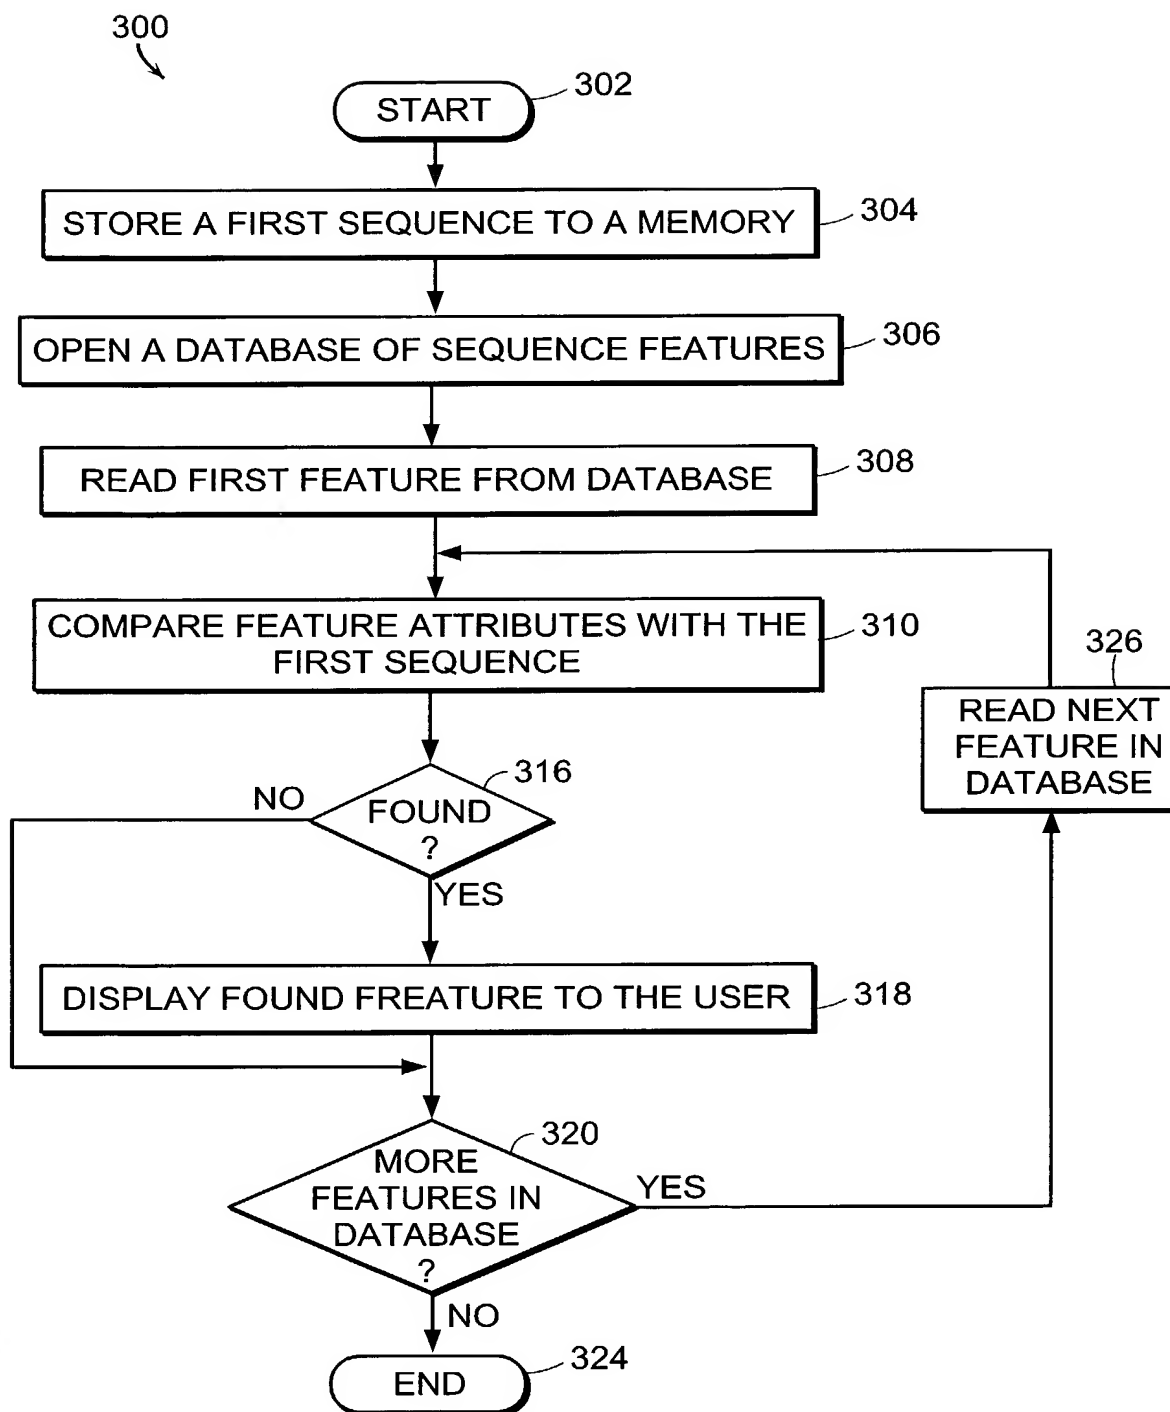 300
START
302
STORE A FIRST SEQUENCE TO A MEMORY
304
OPEN A DATABASE OF SEQUENCE FEATURES
306
READ FIRST FEATURE FROM DATABASE
308
COMPARE FEATURE ATTRIBUTES WITH THE
FIRST SEQUENCE
310
326
READ NEXT
FEATURE IN
DATABASE
316
NO
FOUND
?
YES
DISPLAY FOUND FREATURE TO THE USER
318
320
MORE
FEATURES IN
DATABASE
?
YES
NO
END
324